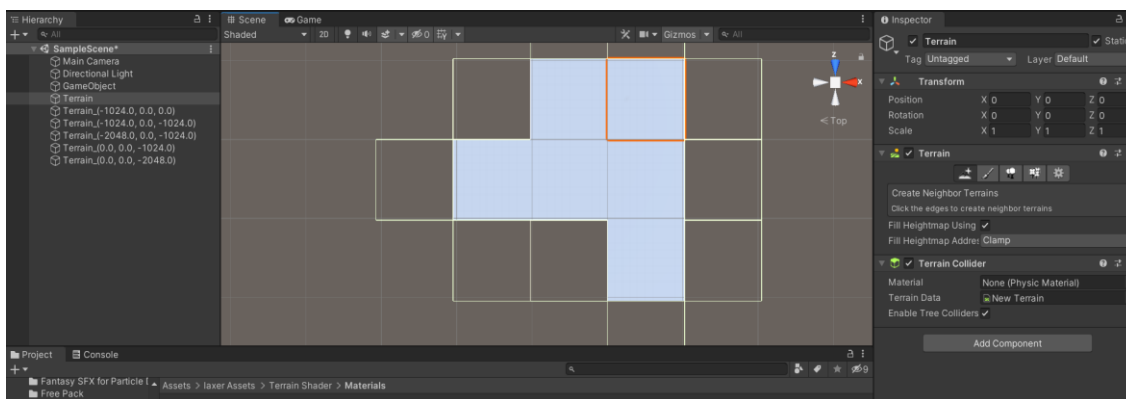 Hierarchy
All
SampleScene*
Main Camera
Directional Light
GameObject
Terrain
Terrain_(-1024.0, 0.0, 0.0)
Terrain_(-1024.0, 0.0, -1024.0)
Terrain_(-2048.0, 0.0, -1024.0)
Terrain_(0.0, 0.0, -1024.0)
Terrain_(0.0, 0.0, -2048.0)
Scene Game
Shaded 2D 0 Gizmos All
z
x
Top
Inspector
Terrain Stati
Tag Untagged Layer Default
Transform
Position X 0 Y 0 Z 0
Rotation X 0 Y 0 Z 0
Scale X 1 Y 1 Z 1
Terrain
Create Neighbor Terrains
Click the edges to create neighbor terrains
Fill Heightmap Using
Fill Heightmap Addre: Clamp
Terrain Collider
Material None (Physic Material)
Terrain Data New Terrain
Enable Tree Colliders
Add Component
Project Console
9
Fantasy SFX for Particle
Free Pack
Assets > laxer Assets > Terrain Shader > Materials